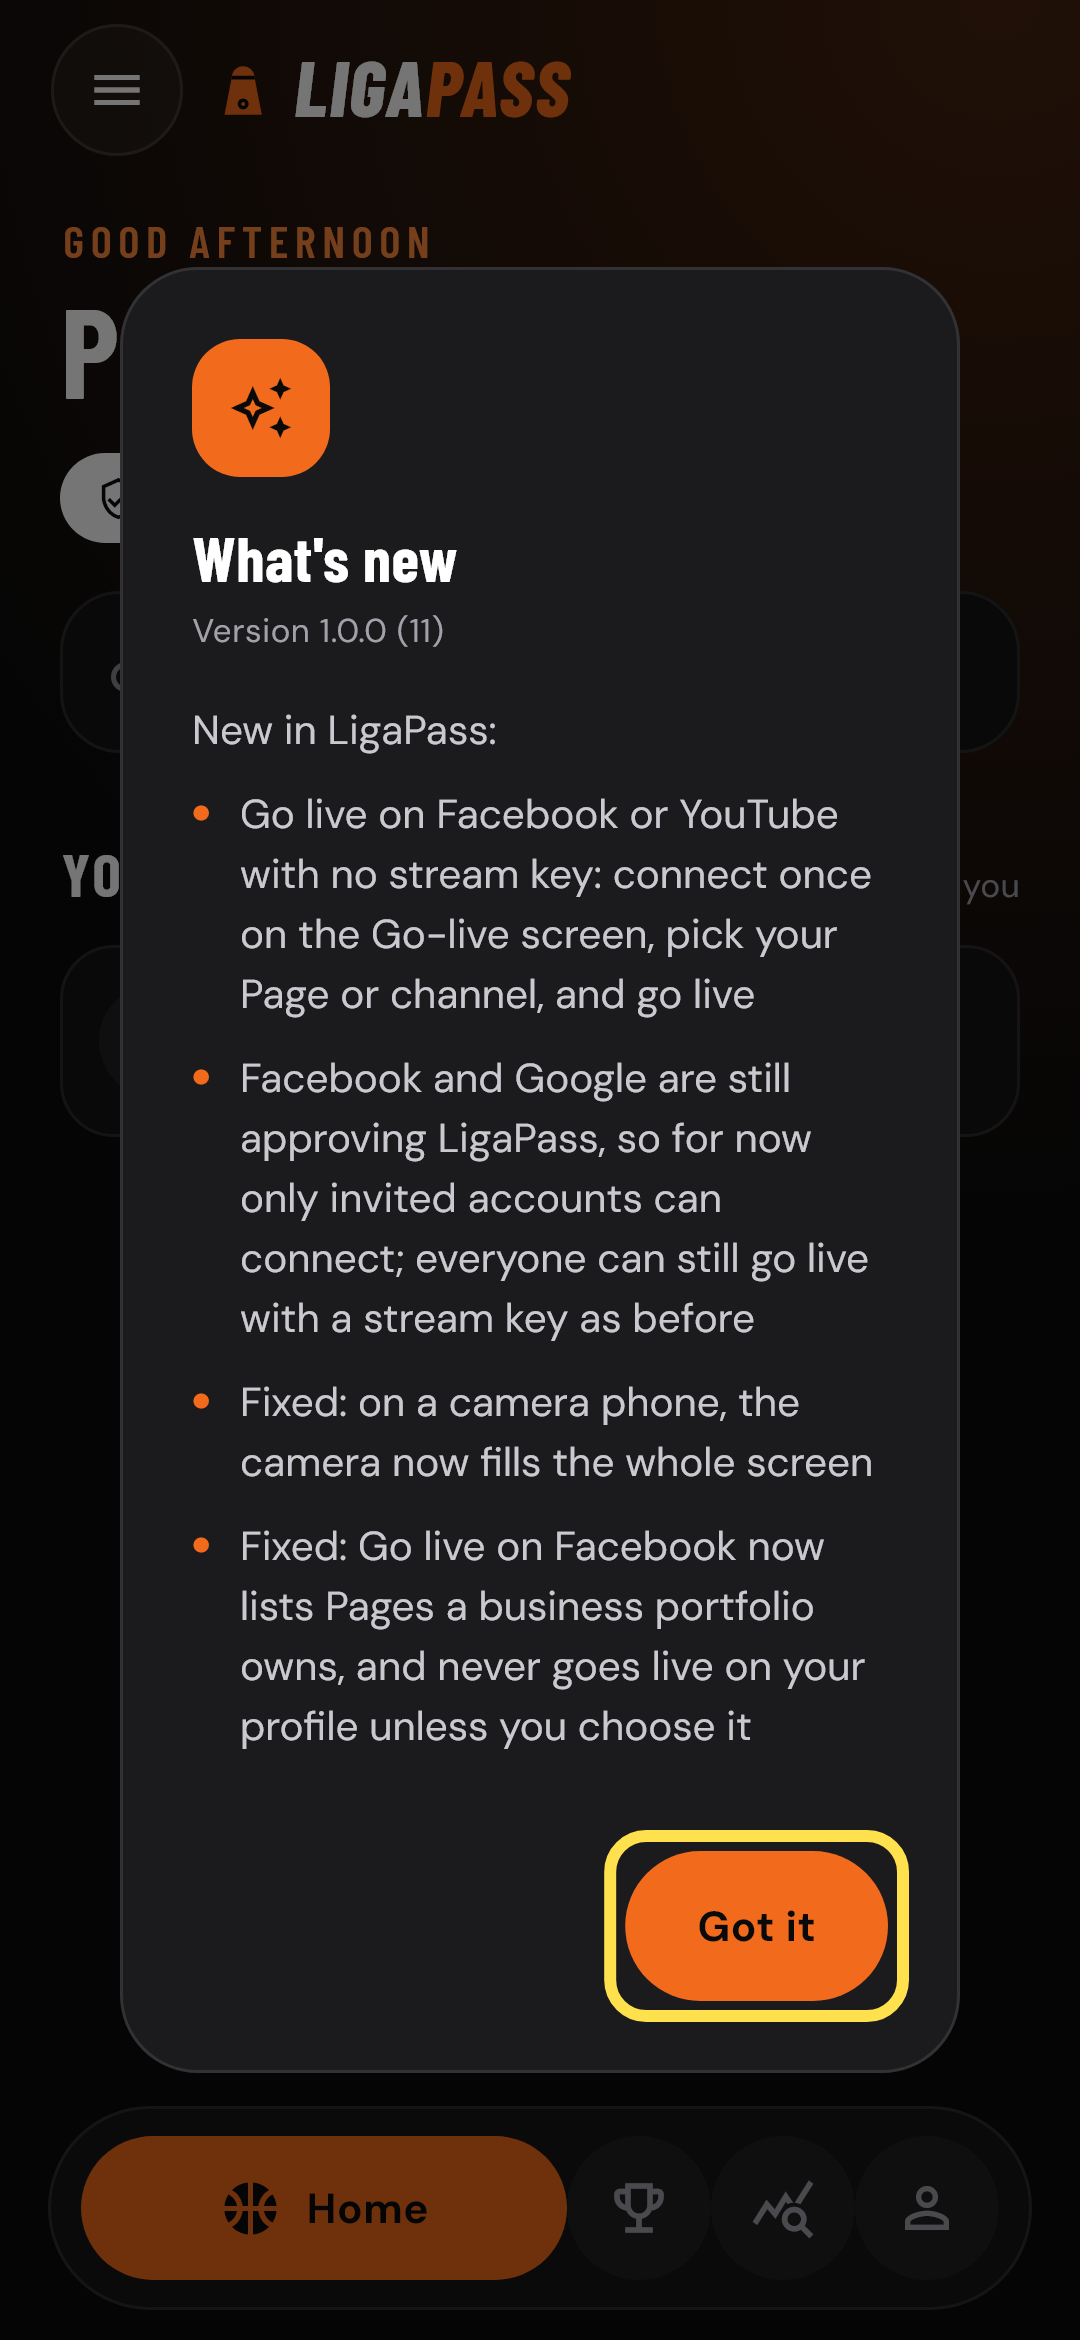 LIGAPASS
GOOD AFTERNOON
P
What's new
Version 1.0.0 (11)
New in LigaPass:
Go live on Facebook or YouTube
with no stream key: connect once
on the Go-live screen, pick your
Page or channel, and go live
Facebook and Google are still
approving LigaPass, so for now
only invited accounts can
connect; everyone can still go live
with a stream key as before
Fixed: on a camera phone, the
camera now fills the whole screen
Fixed: Go live on Facebook now
lists Pages a business portfolio
owns, and never goes live on your
profile unless you choose it
YO
you
Got it
Home